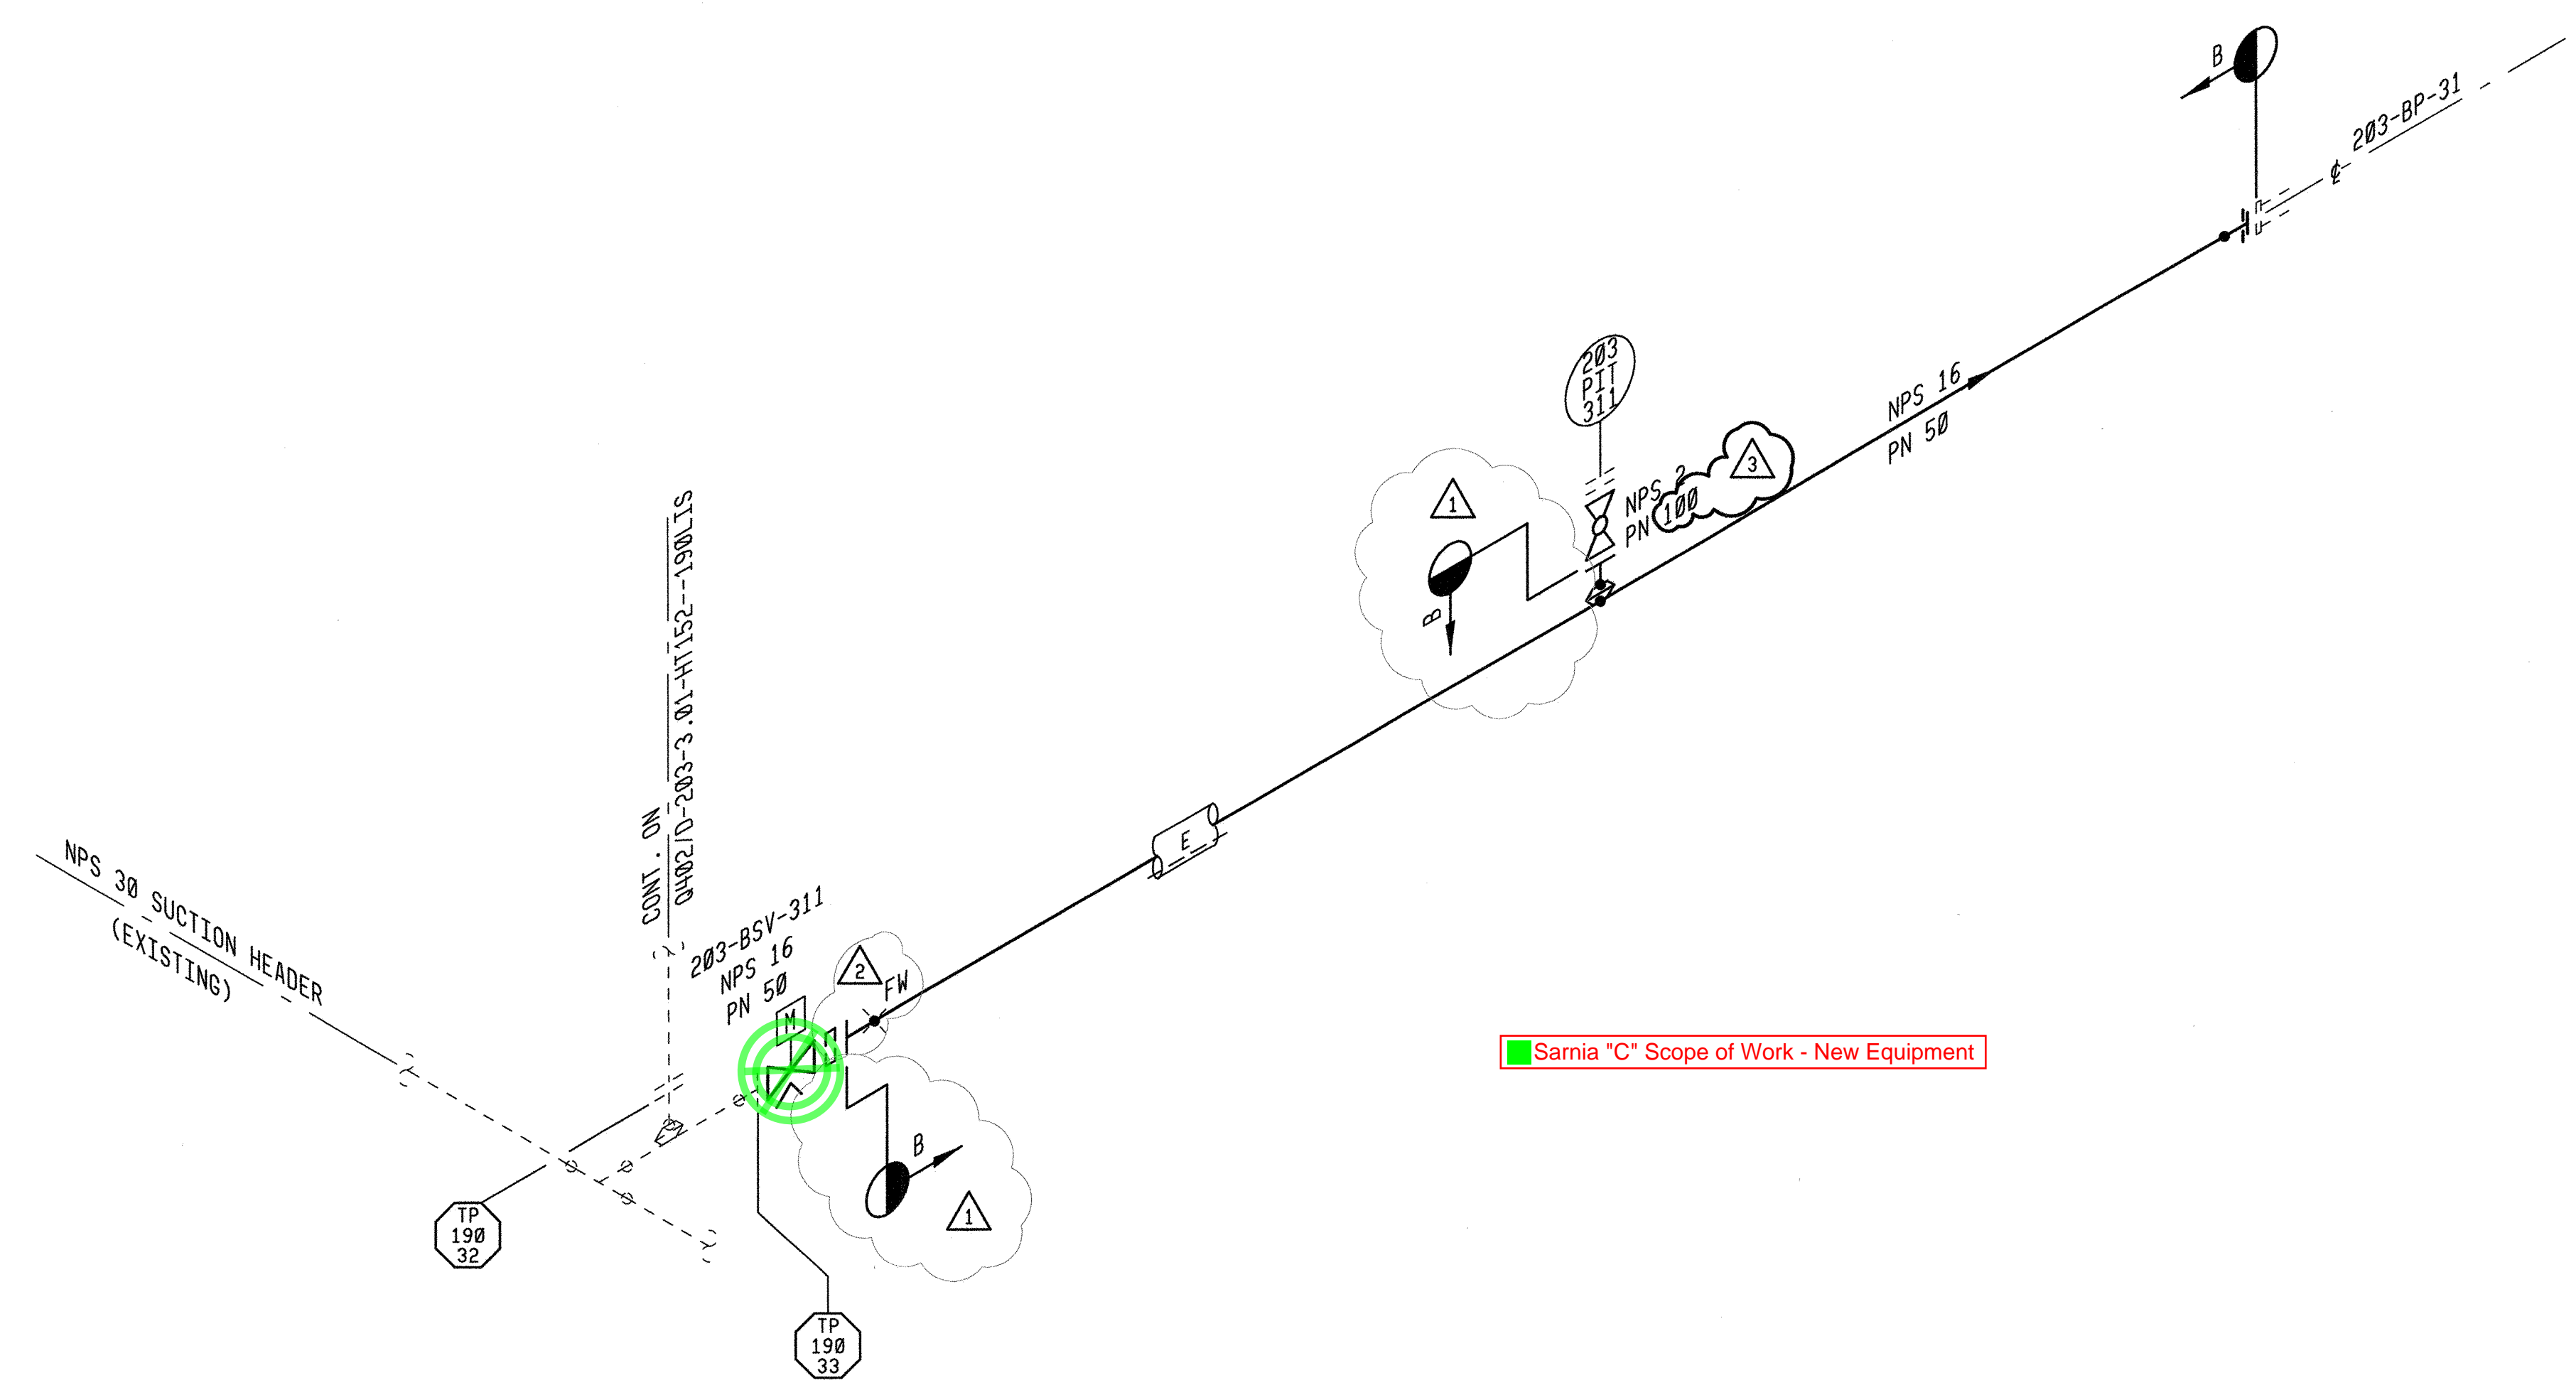 B
203-BP-31
℄
203
PIT
311
NPS 16
PN 50
3
NPS 2
PN 100
1
B
CONT. ON
Q402/D-203-3.01-HT152--190LIS
E
NPS 30 SUCTION HEADER
(EXISTING)
203-BSV-311
NPS 16
PN 50
M
2
FW
Sarnia "C" Scope of Work - New Equipment
B
1
TP
190
32
TP
190
33